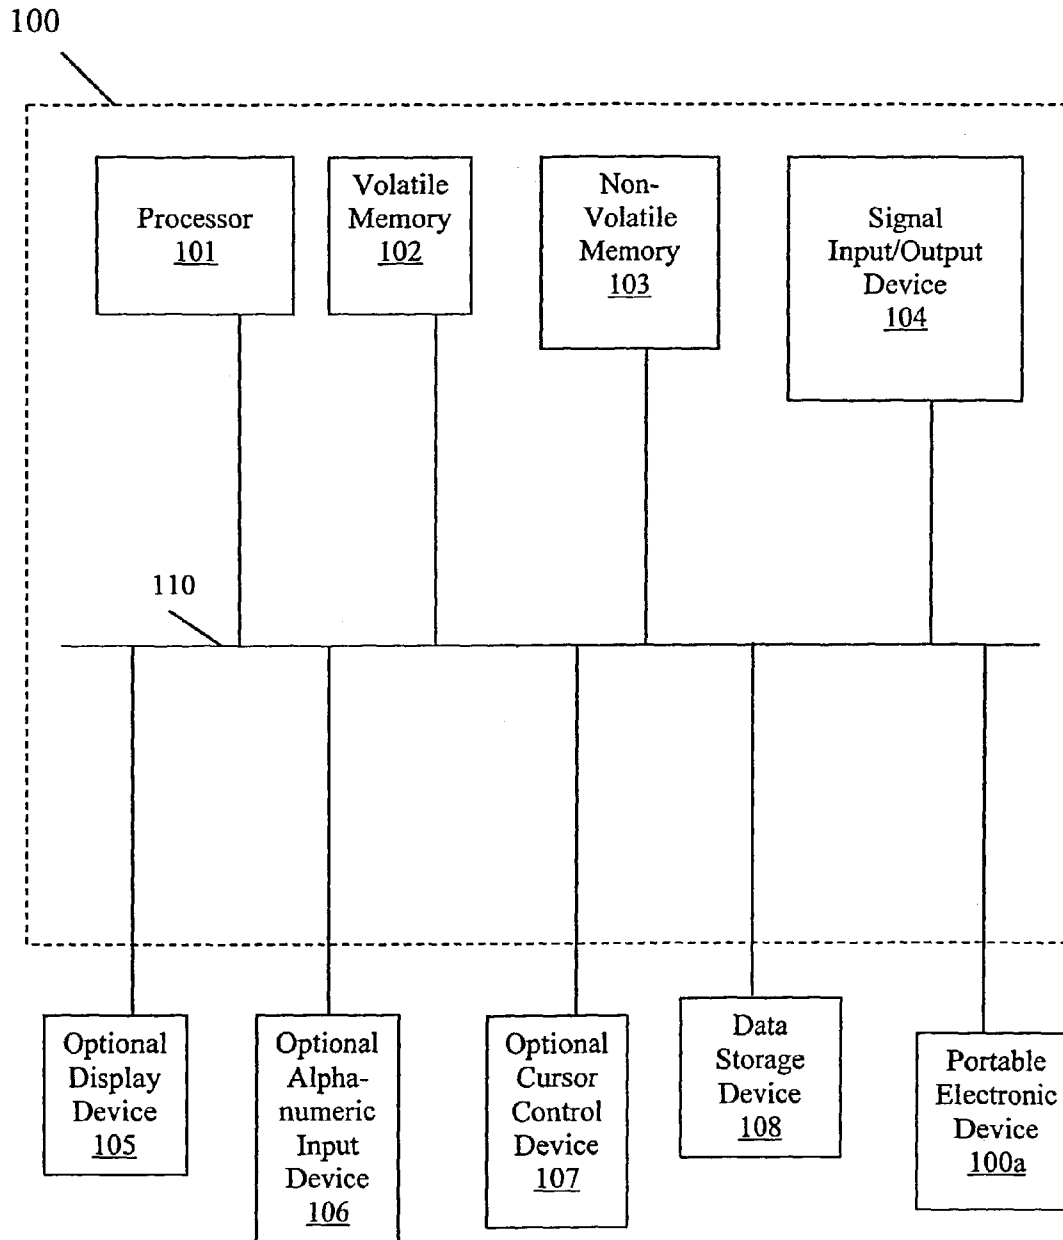 100
Processor
101
Volatile
Memory
102
Non-
Volatile
Memory
103
Signal
Input/Output
Device
104
110
Optional
Display
Device
105
Optional
Alpha-
numeric
Input
Device
106
Optional
Cursor
Control
Device
107
Data
Storage
Device
108
Portable
Electronic
Device
100a